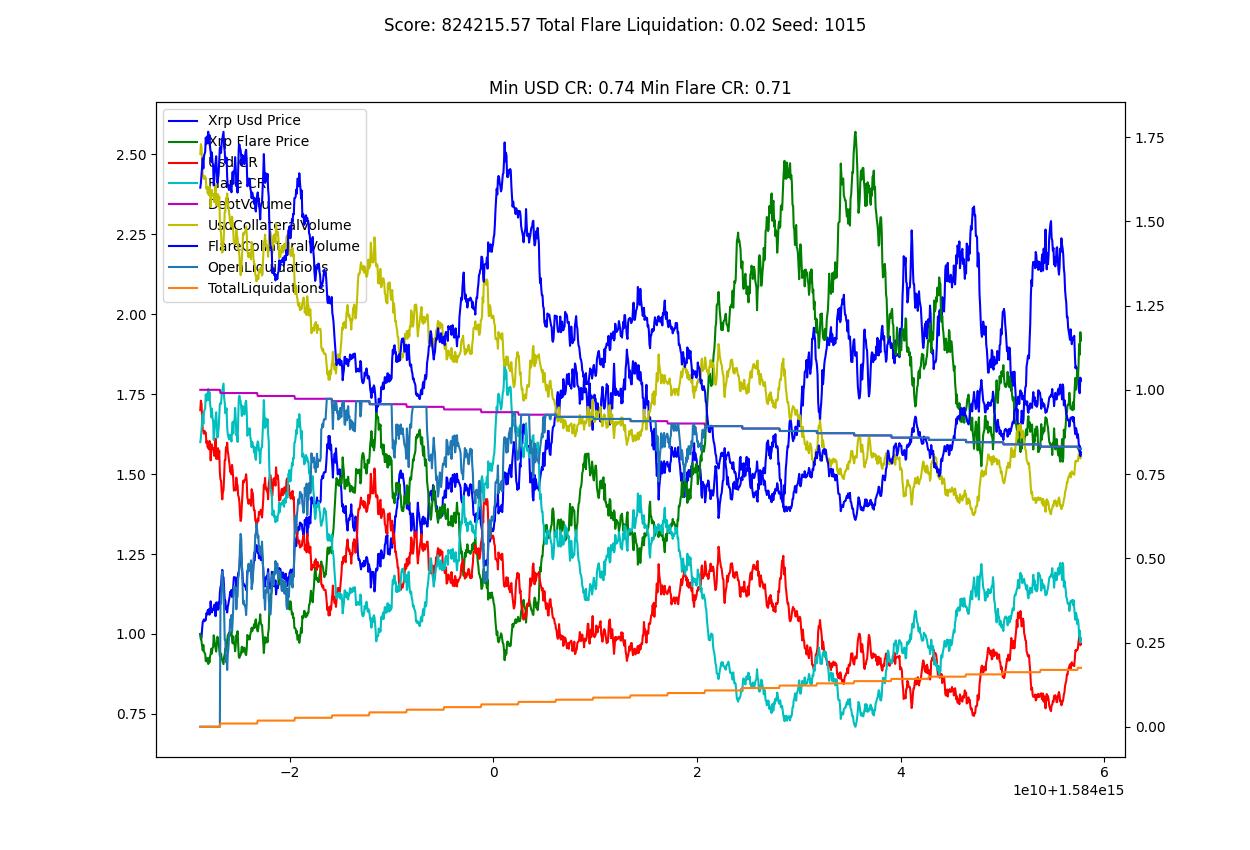 Score: 824215.57 Total Flare Liquidation: 0.02 Seed: 1015
Min USD CR: 0.74 Min Flare CR: 0.71
Xrp Usd Price
Xrp Flare Price
Usd CR
Flare CR
DebtVolume
UsdCollateralVolume
FlareCollateralVolume
OpenLiquidations
TotalLiquidations
2.50
2.25
2.00
1.75
1.50
1.25
1.00
0.75
1.75
1.50
1.25
1.00
0.75
0.50
0.25
0.00
−2
0
2
4
6
1e10+1.584e15